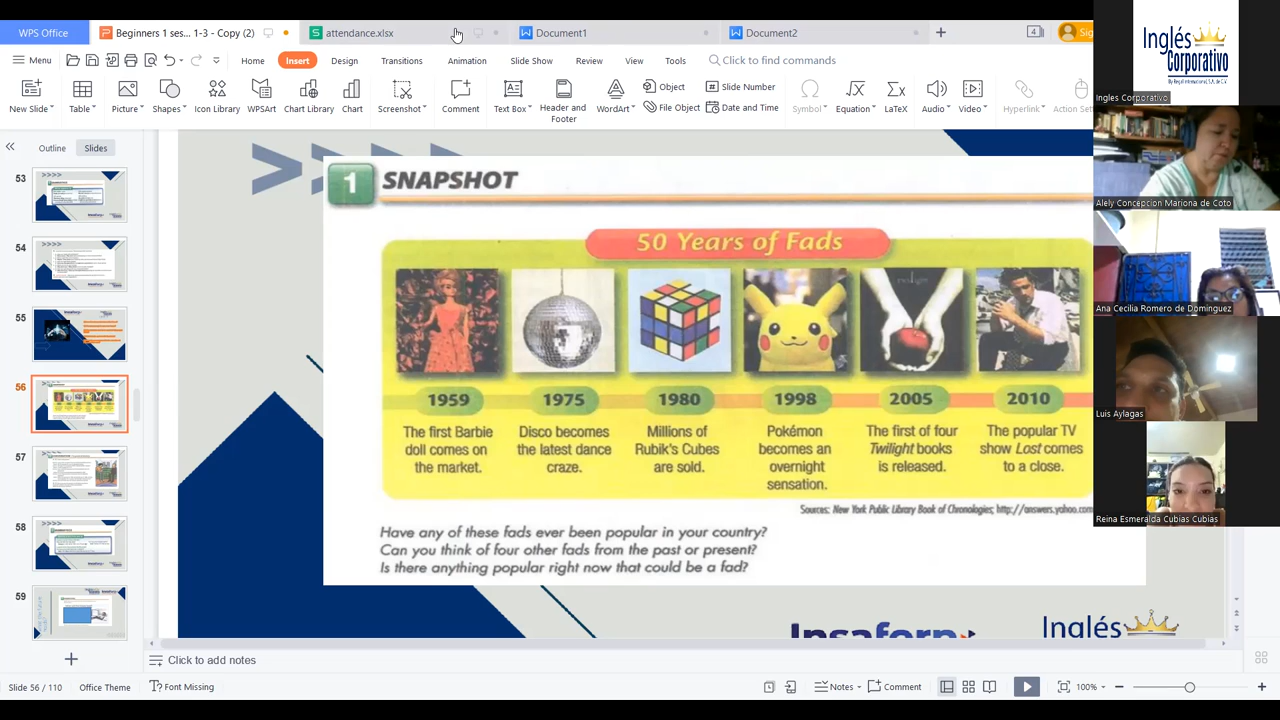 WPS Office
Beginners 1 ses... 1-3 - Copy (2)
attendance.xlsx
Document1
Document2
+
4
Sig
Menu
Home
Insert
Design
Transitions
Animation
Slide Show
Review
View
Tools
Click to find commands
New Slide
Table
Picture
Shapes
Icon Library
WPSArt
Chart Library
Chart
Screenshot
Comment
Text Box
Header and Footer
WordArt
Object
File Object
Slide Number
Date and Time
Symbol
Equation
LaTeX
Audio
Video
Hyperlink
Action Set
Outline
Slides
53
54
55
56
57
58
59
>>>>
1 SNAPSHOT
50 Years of Fads
1959
The first Barbie
doll comes on
the market.
1975
Disco becomes
the latest dance
craze.
1980
Millions of
Rubik's Cubes
are sold.
1998
Pokémon
becomes an
overnight
sensation.
2005
The first of four
Twilight books
is released.
2010
The popular TV
show Lost comes
to a close.
Sources: New York Public Library Book of Chronologies; http://answers.yahoo.com
Have any of these fads ever been popular in your country?
Can you think of four other fads from the past or present?
Is there anything popular right now that could be a fad?
Insaforp
Inglés
Inglés
Corporativo
Ingles Corporativo
Alely Concepcion Mariona de Coto
Ana Cecilia Romero de Dominguez
Luis Aylagas
Reina Esmeralda Cubias Cubias
Click to add notes
Slide 56 / 110
Office Theme
Font Missing
Notes
Comment
100%